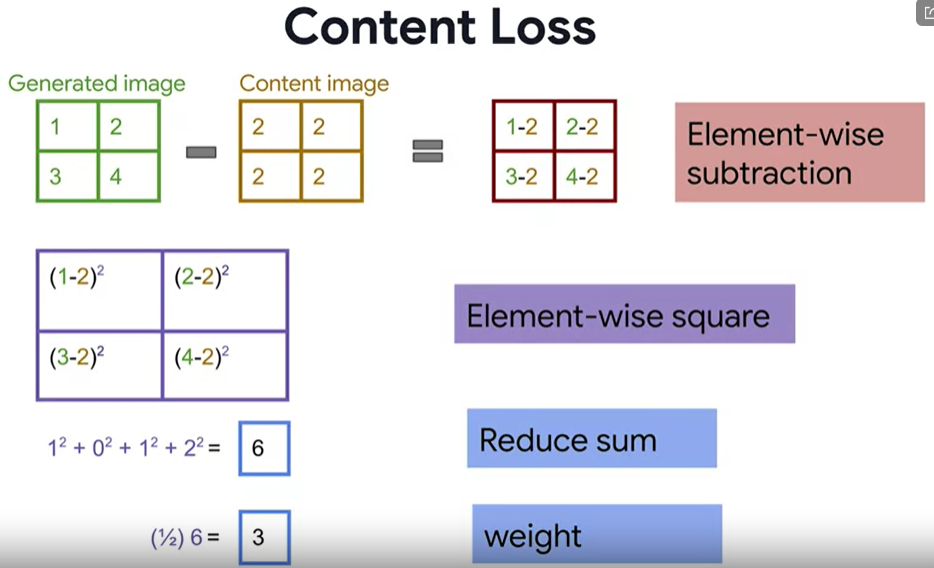 Content Loss
Generated image
Content image
1 2
3 4
2 2
2 2
1-2 2-2
3-2 4-2
Element-wise
subtraction
(1-2)² (2-2)²
(3-2)² (4-2)²
Element-wise square
1² + 0² + 1² + 2² = 6
Reduce sum
(½) 6 = 3
weight